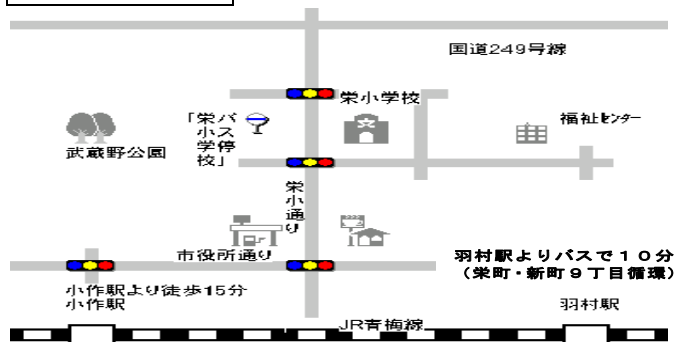 国道249号線
栄小学校
「栄小学校」
バス停
福祉センター
武蔵野公園
栄小通り
市役所通り
羽村駅よりバスで10分
(栄町・新町9丁目循環)
小作駅より徒歩15分
小作駅
羽村駅
JR青梅線